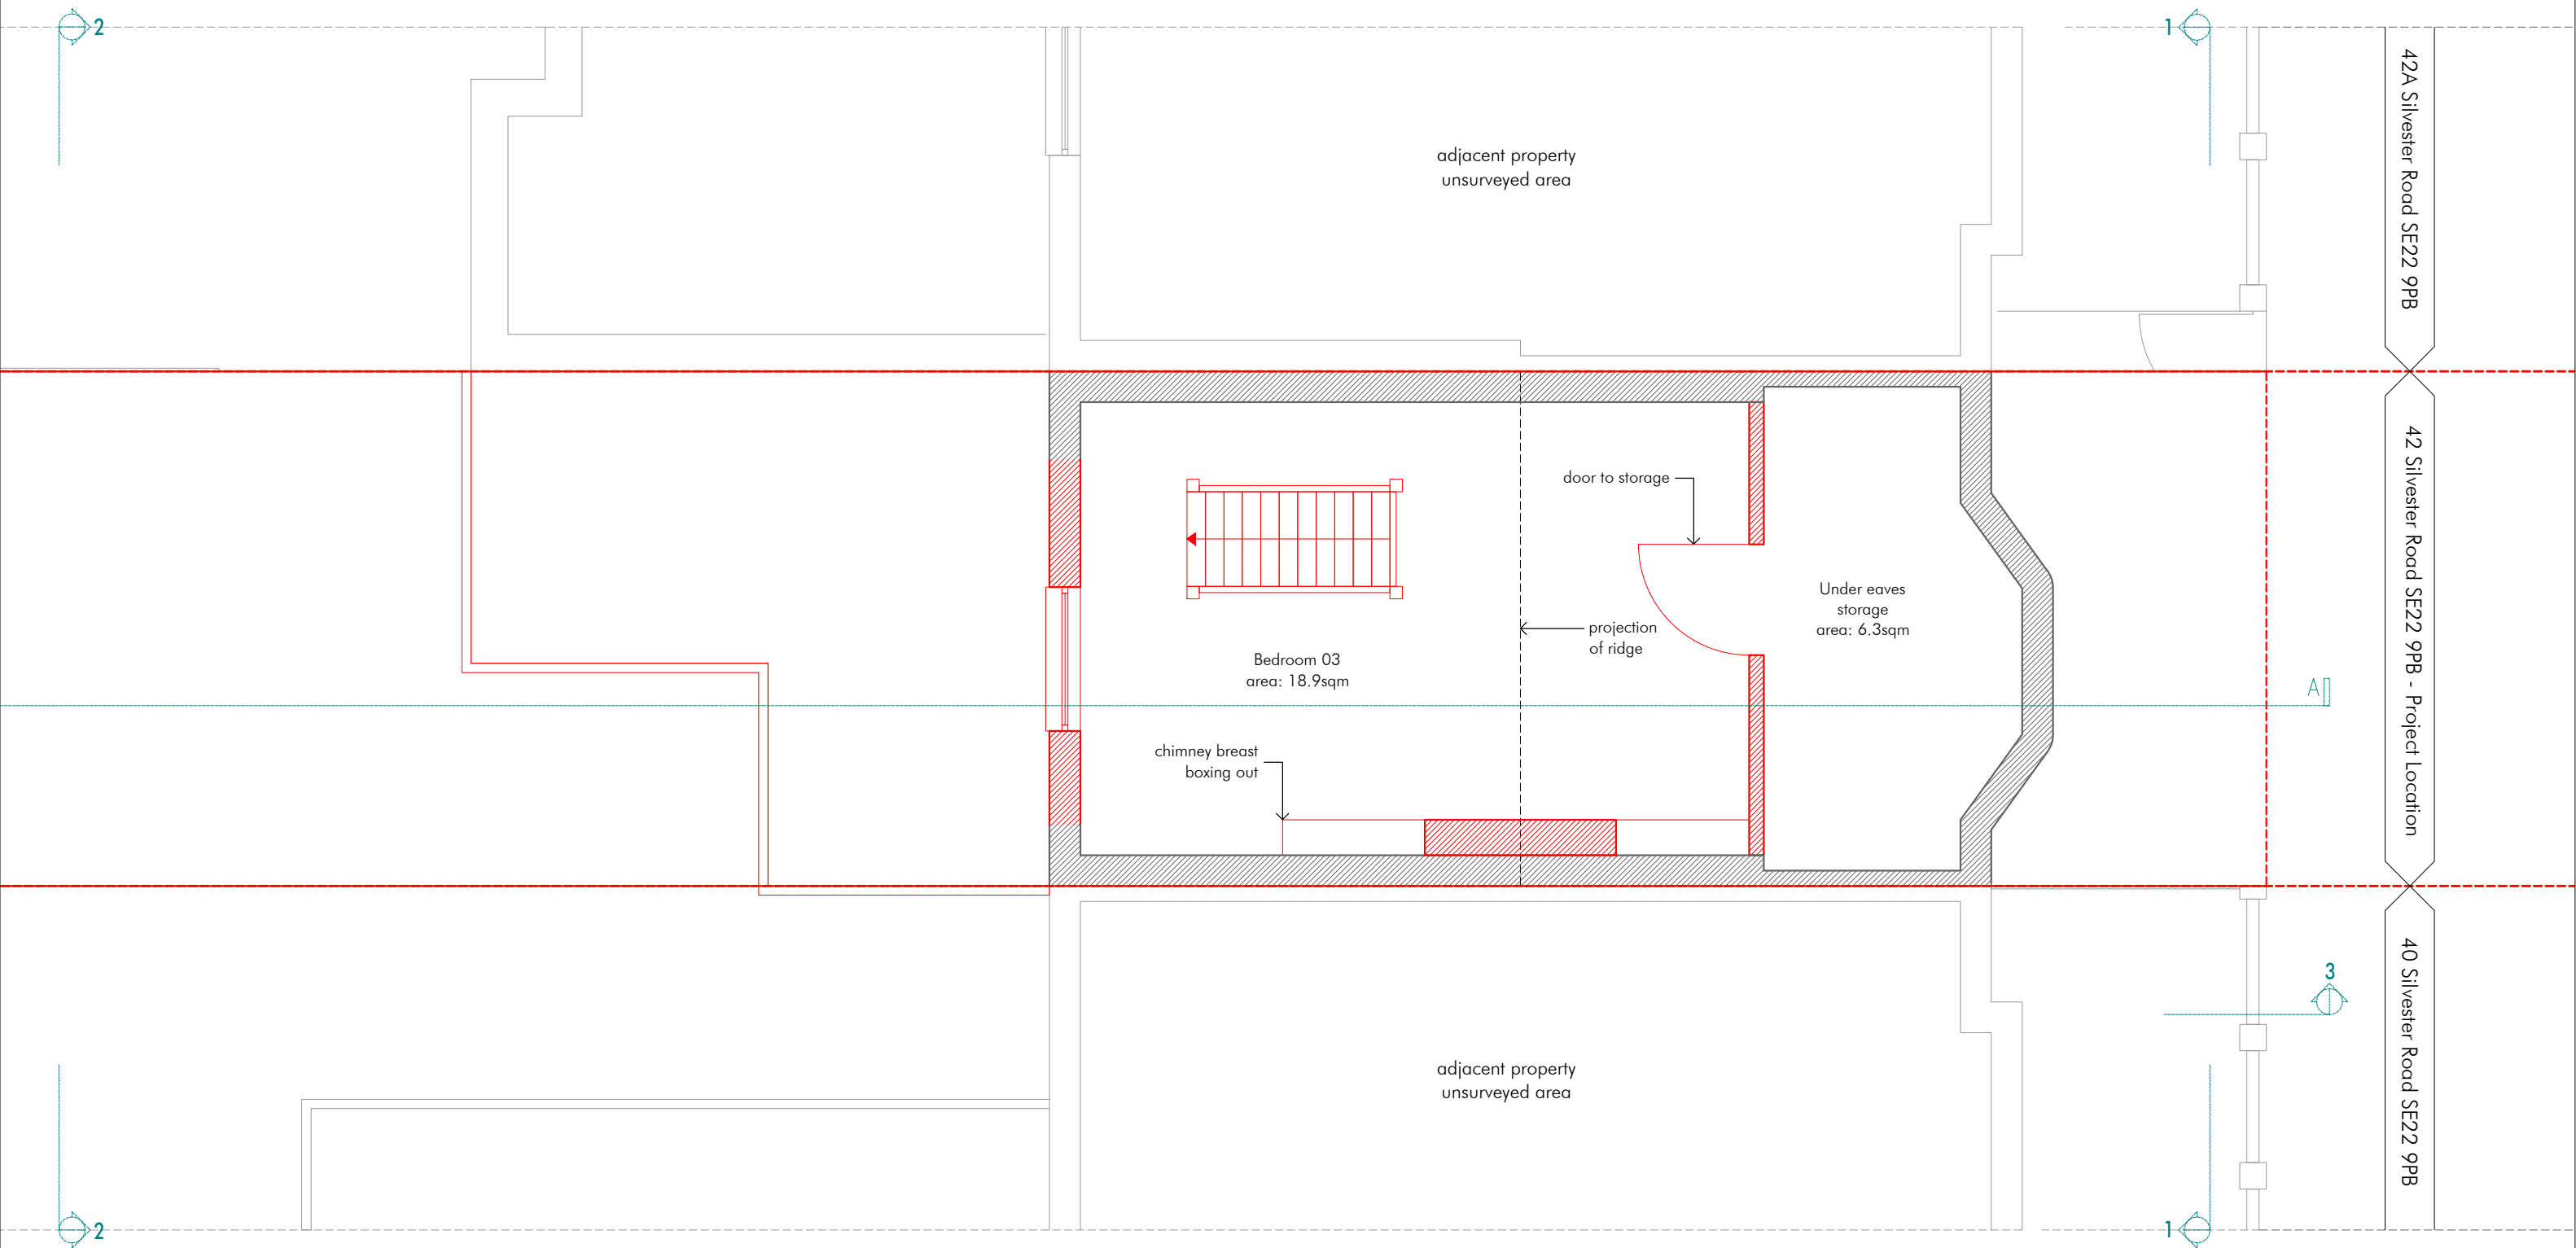 2
1
42A Silvester Road SE22 9PB
adjacent property
unsurveyed area
door to storage
Under eaves
storage
area: 6.3sqm
projection
of ridge
Bedroom 03
area: 18.9sqm
42 Silvester Road SE22 9PB - Project Location
A
chimney breast
boxing out
3
40 Silvester Road SE22 9PB
adjacent property
unsurveyed area
2
1